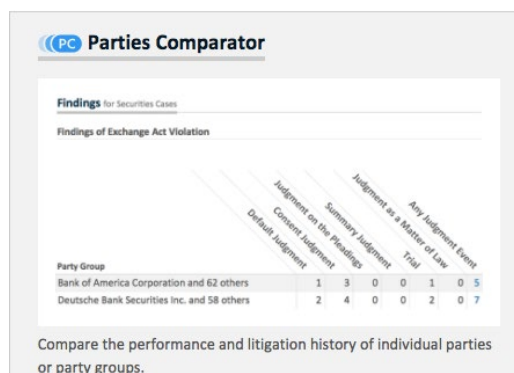 PC Parties Comparator
Findings for Securities Cases
Findings of Exchange Act Violation
Default Judgment
Consent Judgment
Judgment on the Pleadings
Summary Judgment
Trial
Judgment as a Matter of Law
Any Judgment Event
Party Group
Bank of America Corporation and 62 others 1 3 0 0 1 0 5
Deutsche Bank Securities Inc. and 58 others 2 4 0 0 2 0 7
Compare the performance and litigation history of individual parties
or party groups.